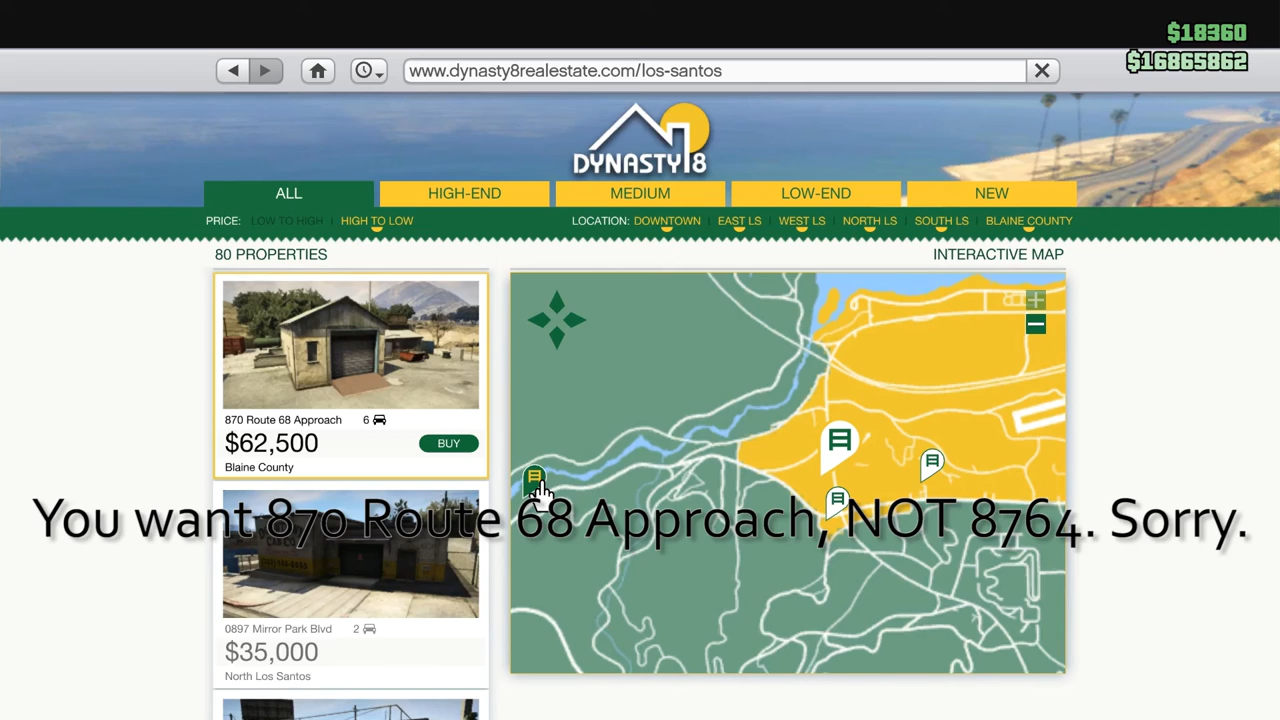 $18360
$16865862
www.dynasty8realestate.com/los-santos
DYNASTY 8
ALL
HIGH-END
MEDIUM
LOW-END
NEW
PRICE: LOW TO HIGH | HIGH TO LOW
LOCATION: DOWNTOWN | EAST LS | WEST LS | NORTH LS | SOUTH LS | BLAINE COUNTY
80 PROPERTIES
INTERACTIVE MAP
870 Route 68 Approach 6
$62,500
BUY
Blaine County
You want 870 Route 68 Approach, NOT 8764. Sorry.
0897 Mirror Park Blvd 2
$35,000
North Los Santos